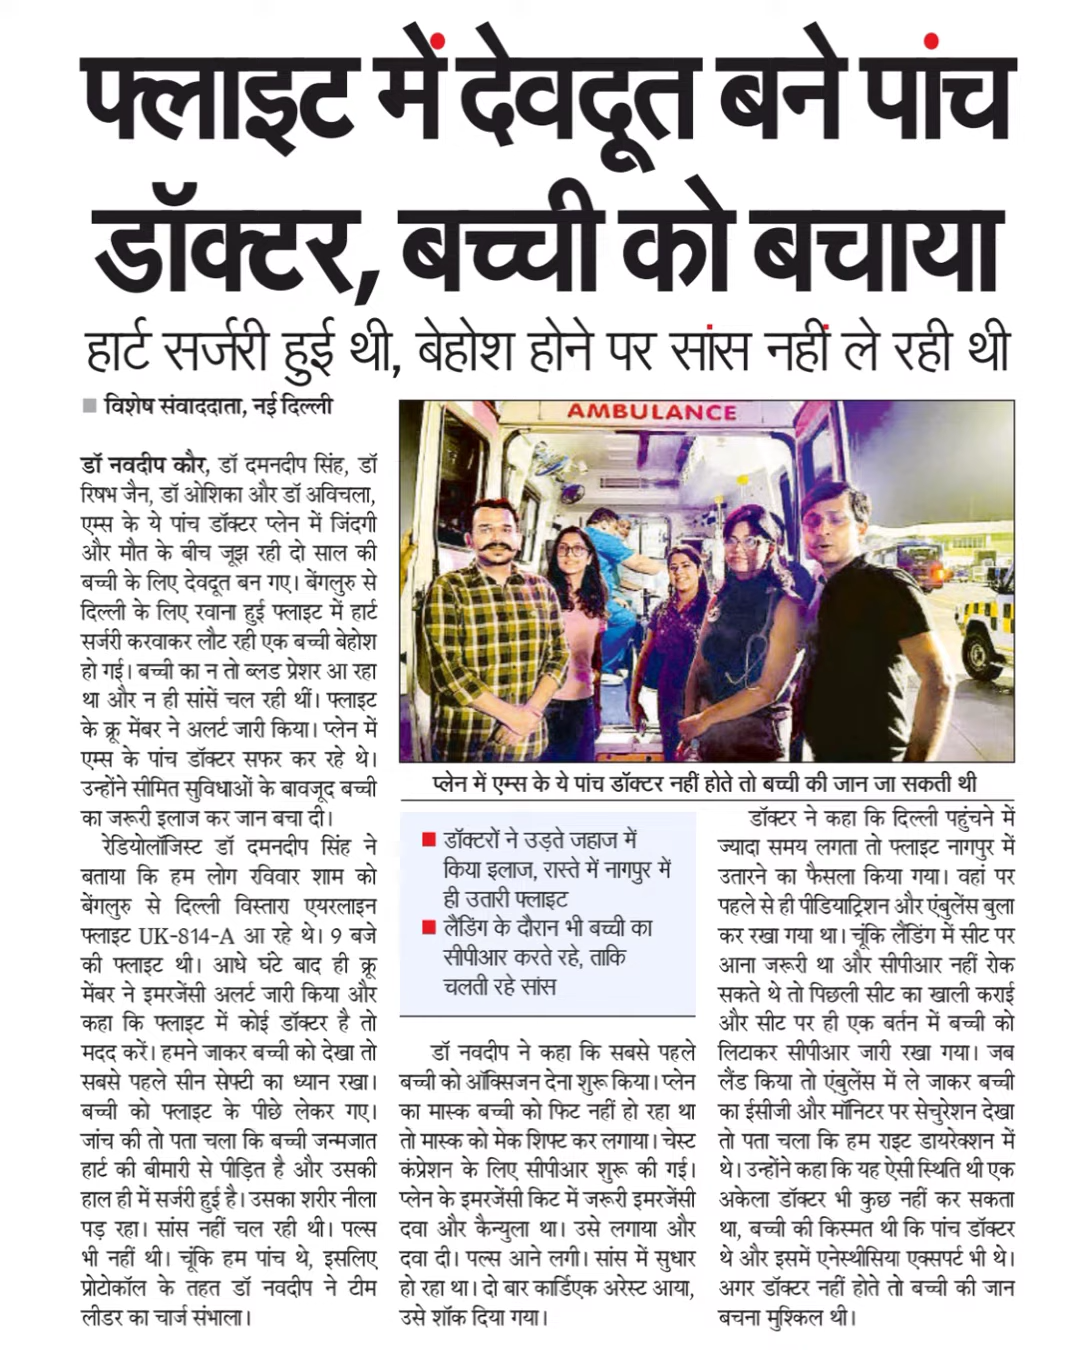 फ्लाइट में देवदूत बने पांच
डॉक्टर, बच्ची को बचाया
हार्ट सर्जरी हुई थी, बेहोश होने पर सांस नहीं ले रही थी
■ विशेष संवाददाता, नई दिल्ली
डॉ नवदीप कौर, डॉ दमनदीप सिंह, डॉ
रिषभ जैन, डॉ ओशिका और डॉ अविचला,
एम्स के ये पांच डॉक्टर प्लेन में जिंदगी
और मौत के बीच जूझ रही दो साल की
बच्ची के लिए देवदूत बन गए। बेंगलुरु से
दिल्ली के लिए रवाना हुई फ्लाइट में हार्ट
सर्जरी करवाकर लौट रही एक बच्ची बेहोश
हो गई। बच्ची का न तो ब्लड प्रेशर आ रहा
था और न ही सांसें चल रही थीं। फ्लाइट
के क्रू मेंबर ने अलर्ट जारी किया। प्लेन में
एम्स के पांच डॉक्टर सफर कर रहे थे।
उन्होंने सीमित सुविधाओं के बावजूद बच्ची
का जरूरी इलाज कर जान बचा दी।
रेडियोलॉजिस्ट डॉ दमनदीप सिंह ने
बताया कि हम लोग रविवार शाम को
बेंगलुरु से दिल्ली विस्तारा एयरलाइन
फ्लाइट UK-814-A आ रहे थे। 9 बजे
की फ्लाइट थी। आधे घंटे बाद ही क्रू
मेंबर ने इमरजेंसी अलर्ट जारी किया और
कहा कि फ्लाइट में कोई डॉक्टर है तो
मदद करें। हमने जाकर बच्ची को देखा तो
सबसे पहले सीन सेफ्टी का ध्यान रखा।
बच्ची को फ्लाइट के पीछे लेकर गए।
जांच की तो पता चला कि बच्ची जन्मजात
हार्ट की बीमारी से पीड़ित है और उसकी
हाल ही में सर्जरी हुई है। उसका शरीर नीला
पड़ रहा। सांस नहीं चल रही थी। पल्स
भी नहीं थी। चूंकि हम पांच थे, इसलिए
प्रोटोकॉल के तहत डॉ नवदीप ने टीम
लीडर का चार्ज संभाला।
AMBULANCE
प्लेन में एम्स के ये पांच डॉक्टर नहीं होते तो बच्ची की जान जा सकती थी
■ डॉक्टरों ने उड़ते जहाज में
किया इलाज, रास्ते में नागपुर में
ही उतारी फ्लाइट
■ लैंडिंग के दौरान भी बच्ची का
सीपीआर करते रहे, ताकि
चलती रहे सांस
डॉ नवदीप ने कहा कि सबसे पहले
बच्ची को ऑक्सिजन देना शुरू किया। प्लेन
का मास्क बच्ची को फिट नहीं हो रहा था
तो मास्क को मेक शिफ्ट कर लगाया। चेस्ट
कंप्रेशन के लिए सीपीआर शुरू की गई।
प्लेन के इमरजेंसी किट में जरूरी इमरजेंसी
दवा और कैन्युला था। उसे लगाया और
दवा दी। पल्स आने लगी। सांस में सुधार
हो रहा था। दो बार कार्डिएक अरेस्ट आया,
उसे शॉक दिया गया।
डॉक्टर ने कहा कि दिल्ली पहुंचने में
ज्यादा समय लगता तो फ्लाइट नागपुर में
उतारने का फैसला किया गया। वहां पर
पहले से ही पीडियाट्रिशन और एंबुलेंस बुला
कर रखा गया था। चूंकि लैंडिंग में सीट पर
आना जरूरी था और सीपीआर नहीं रोक
सकते थे तो पिछली सीट का खाली कराई
और सीट पर ही एक बर्तन में बच्ची को
लिटाकर सीपीआर जारी रखा गया। जब
लैंड किया तो एंबुलेंस में ले जाकर बच्ची
का ईसीजी और मॉनिटर पर सेचुरेशन देखा
तो पता चला कि हम राइट डायरेक्शन में
थे। उन्होंने कहा कि यह ऐसी स्थिति थी एक
अकेला डॉक्टर भी कुछ नहीं कर सकता
था, बच्ची की किस्मत थी कि पांच डॉक्टर
थे और इसमें एनेस्थीसिया एक्सपर्ट भी थे।
अगर डॉक्टर नहीं होते तो बच्ची की जान
बचना मुश्किल थी।